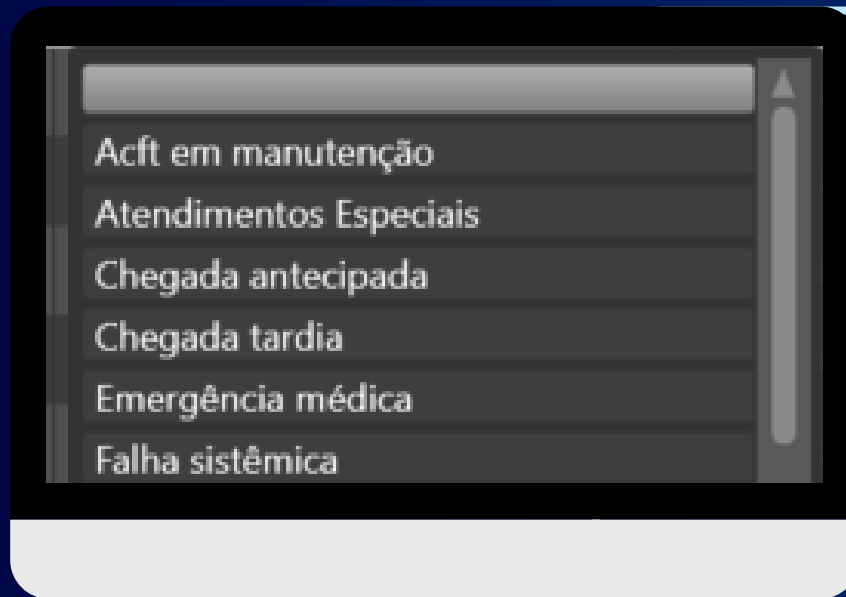 Acft em manutenção
Atendimentos Especiais
Chegada antecipada
Chegada tardia
Emergência médica
Falha sistêmica